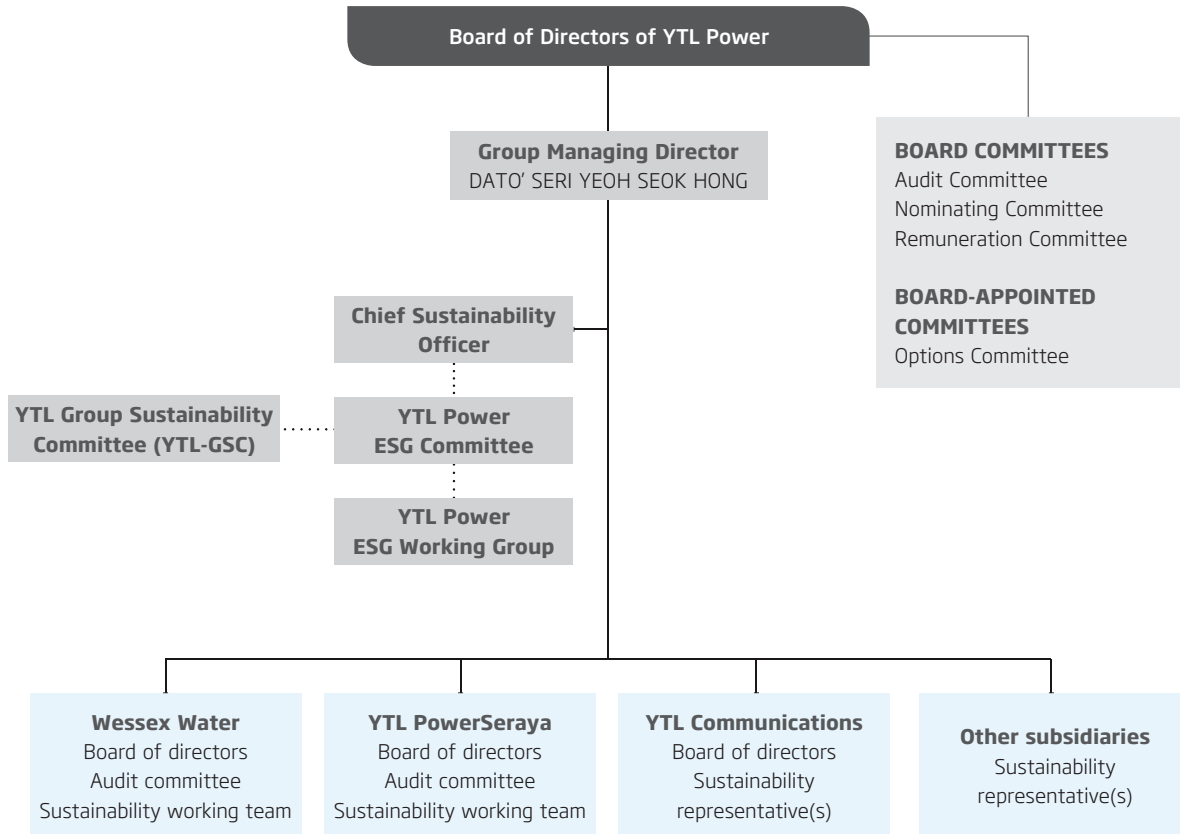 Board of Directors of YTL Power
Group Managing Director
DATO' SERI YEOH SEOK HONG
BOARD COMMITTEES
Audit Committee
Nominating Committee
Remuneration Committee
BOARD-APPOINTED
COMMITTEES
Options Committee
Chief Sustainability
Officer
YTL Group Sustainability
Committee (YTL-GSC)
YTL Power
ESG Committee
YTL Power
ESG Working Group
Wessex Water
Board of directors
Audit committee
Sustainability working team
YTL PowerSeraya
Board of directors
Audit committee
Sustainability working team
YTL Communications
Board of directors
Sustainability
representative(s)
Other subsidiaries
Sustainability
representative(s)